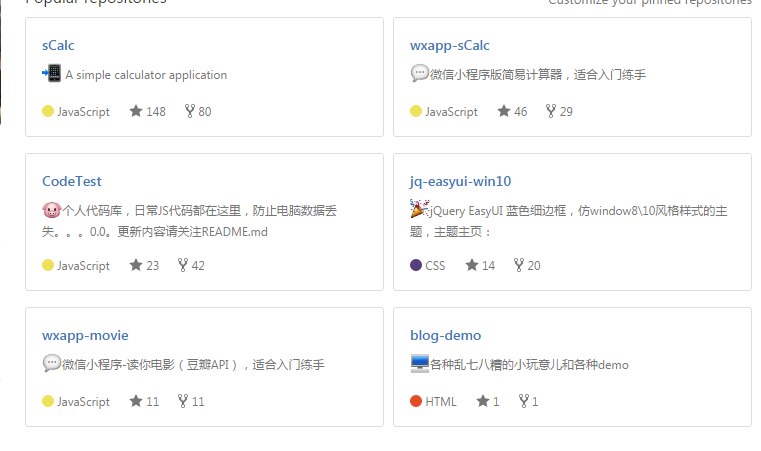 Popular repositories
Customize your pinned repositories
sCalc
A simple calculator application
JavaScript 148 80
wxapp-sCalc
微信小程序版简易计算器，适合入门练手
JavaScript 46 29
CodeTest
个人代码库，日常JS代码都在这里，防止电脑数据丢
失。。。0.0。更新内容请关注README.md
JavaScript 23 42
jq-easyui-win10
jQuery EasyUI 蓝色细边框，仿window8\10风格样式的主
题，主题主页：
CSS 14 20
wxapp-movie
微信小程序-读你电影（豆瓣API），适合入门练手
JavaScript 11 11
blog-demo
各种乱七八糟的小玩意儿和各种demo
HTML 1 1